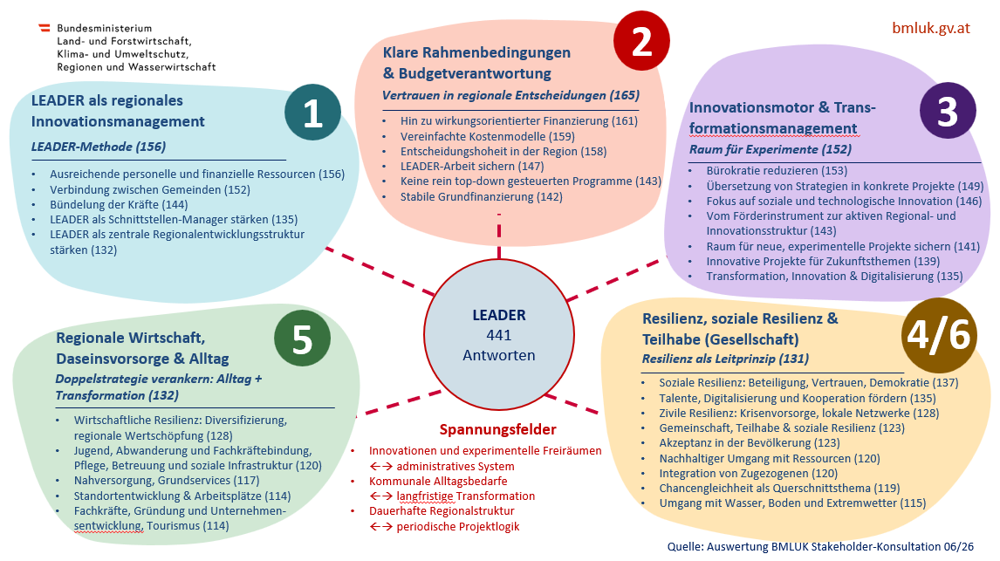 Bundesministerium
Land- und Forstwirtschaft,
Klima- und Umweltschutz,
Regionen und Wasserwirtschaft
bmluk.gv.at
1
LEADER als regionales
Innovationsmanagement
LEADER-Methode (156)
• Ausreichende personelle und finanzielle Ressourcen (156)
• Verbindung zwischen Gemeinden (152)
• Bündelung der Kräfte (144)
• LEADER als Schnittstellen-Manager stärken (135)
• LEADER als zentrale Regionalentwicklungsstruktur
stärken (132)
2
Klare Rahmenbedingungen
& Budgetverantwortung
Vertrauen in regionale Entscheidungen (165)
• Hin zu wirkungsorientierter Finanzierung (161)
• Vereinfachte Kostenmodelle (159)
• Entscheidungshoheit in der Region (158)
• LEADER-Arbeit sichern (147)
• Keine rein top-down gesteuerten Programme (143)
• Stabile Grundfinanzierung (142)
3
Innovationsmotor & Trans-
formationsmanagement
Raum für Experimente (152)
• Bürokratie reduzieren (153)
• Übersetzung von Strategien in konkrete Projekte (149)
• Fokus auf soziale und technologische Innovation (146)
• Vom Förderinstrument zur aktiven Regional- und
Innovationsstruktur (143)
• Raum für neue, experimentelle Projekte sichern (141)
• Innovative Projekte für Zukunftsthemen (139)
• Transformation, Innovation & Digitalisierung (135)
LEADER
441
Antworten
5
Regionale Wirtschaft,
Daseinsvorsorge & Alltag
Doppelstrategie verankern: Alltag +
Transformation (132)
• Wirtschaftliche Resilienz: Diversifizierung,
regionale Wertschöpfung (128)
• Jugend, Abwanderung und Fachkräftebindung,
Pflege, Betreuung und soziale Infrastruktur (120)
• Nahversorgung, Grundservices (117)
• Standortentwicklung & Arbeitsplätze (114)
• Fachkräfte, Gründung und Unternehmen-
sentwicklung, Tourismus (114)
Spannungsfelder
• Innovationen und experimentelle Freiräumen
←→ administratives System
• Kommunale Alltagsbedarfe
←→ langfristige Transformation
• Dauerhafte Regionalstruktur
←→ periodische Projektlogik
4/6
Resilienz, soziale Resilienz &
Teilhabe (Gesellschaft)
Resilienz als Leitprinzip (131)
• Soziale Resilienz: Beteiligung, Vertrauen, Demokratie (137)
• Talente, Digitalisierung und Kooperation fördern (135)
• Zivile Resilienz: Krisenvorsorge, lokale Netzwerke (128)
• Gemeinschaft, Teilhabe & soziale Resilienz (123)
• Akzeptanz in der Bevölkerung (123)
• Nachhaltiger Umgang mit Ressourcen (120)
• Integration von Zugezogenen (120)
• Chancengleichheit als Querschnittsthema (119)
• Umgang mit Wasser, Boden und Extremwetter (115)
Quelle: Auswertung BMLUK Stakeholder-Konsultation 06/26